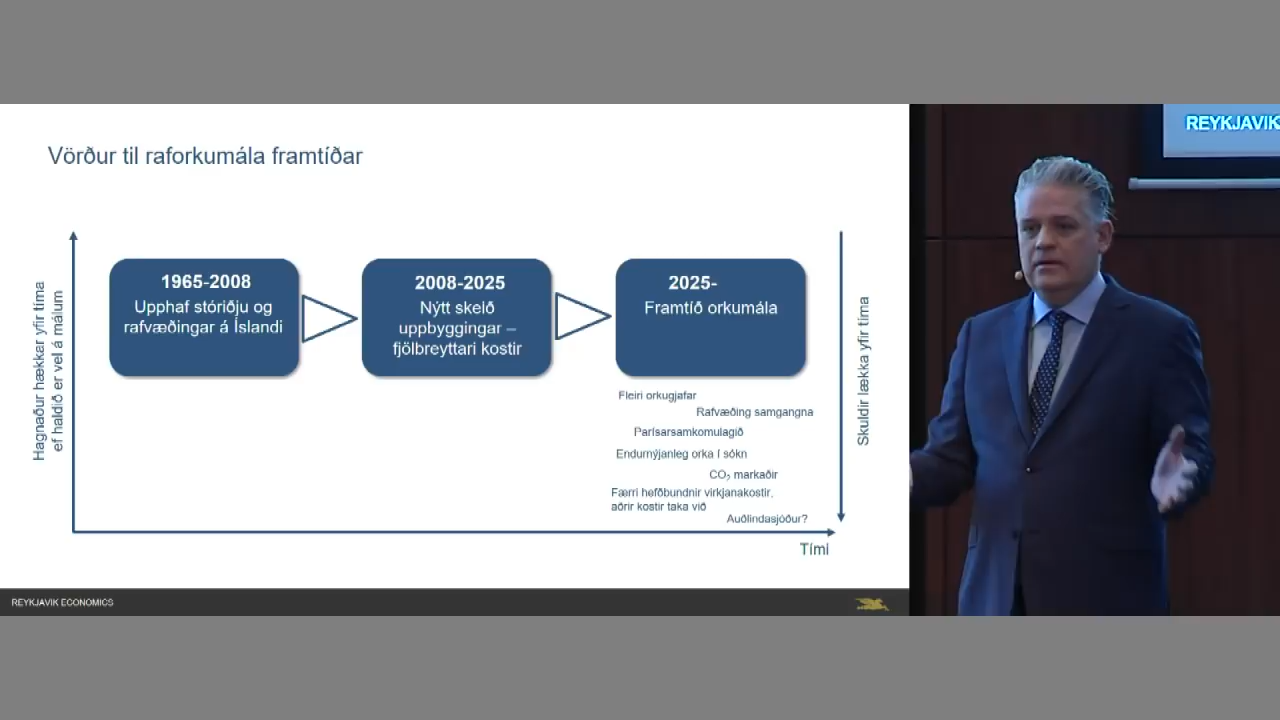 Vörður til raforkumála framtíðar
Hagnaður hækkar yfir tíma
ef haldið er vel á málum
1965-2008
Upphaf stóriðju og
rafvæðingar á Íslandi
2008-2025
Nýtt skeið
uppbyggingar –
fjölbreyttari kostir
2025-
Framtíð orkumála
Fleiri orkugjafar
Rafvæðing samgangna
Parísarsamkomulagið
Endurnýjanleg orka í sókn
CO₂ markaðir
Færri hefðbundnir virkjanakostir,
aðrir kostir taka við
Auðlindasjóður?
Skuldir lækka yfir tíma
Tími
REYKJAVIK ECONOMICS
REYKJAVIK